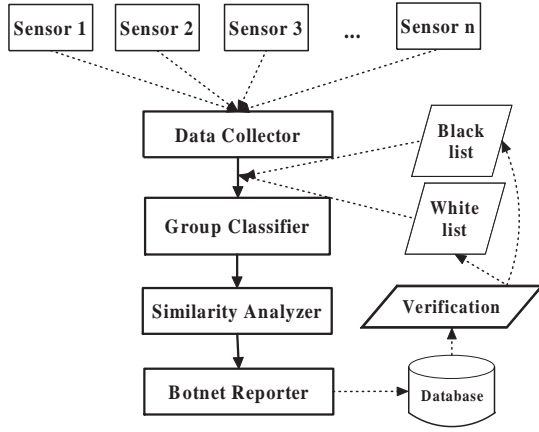 Sensor 1
Sensor 2
Sensor 3
...
Sensor n
Data Collector
Black
list
White
list
Group Classifier
Similarity Analyzer
Verification
Botnet Reporter
Database